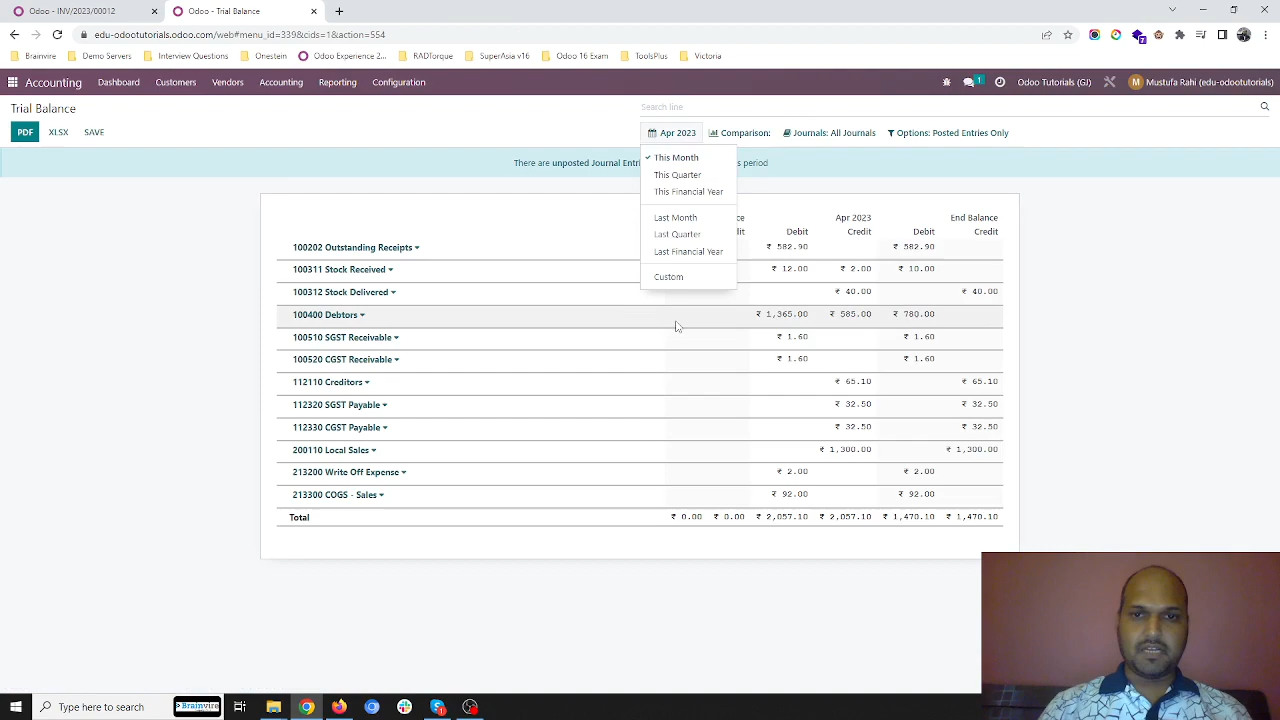 Odoo - INV/2023/00012
Odoo - Trial Balance
edu-odootutorials.odoo.com/web#menu_id=339&cids=1&action=554
Brainvire Demo Servers Interview Questions Onestein Odoo Experience 2... RADTorque SuperAsia v16 Odoo 16 Exam ToolsPlus Victoria
Accounting Dashboard Customers Vendors Accounting Reporting Configuration 1 Odoo Tutorials (GJ) M Mustufa Rahi (edu-odootutorials)
Trial Balance
Search line
PDF XLSX SAVE
Apr 2023 Comparison: Journals: All Journals Options: Posted Entries Only
This Month
This Quarter
This Financial Year
Last Month
Last Quarter
Last Financial Year
Custom
There are unposted Journal Entri s period
Apr 2023 End Balance
Debit Credit Debit Credit
100202 Outstanding Receipts ₹ 582.90 ₹ 582.90
100311 Stock Received ₹ 12.00 ₹ 2.00 ₹ 10.00
100312 Stock Delivered ₹ 40.00 ₹ 40.00
100400 Debtors ₹ 1,365.00 ₹ 585.00 ₹ 780.00
100510 SGST Receivable ₹ 1.60 ₹ 1.60
100520 CGST Receivable ₹ 1.60 ₹ 1.60
112110 Creditors ₹ 65.10 ₹ 65.10
112320 SGST Payable ₹ 32.50 ₹ 32.50
112330 CGST Payable ₹ 32.50 ₹ 32.50
200110 Local Sales ₹ 1,300.00 ₹ 1,300.00
213200 Write Off Expense ₹ 2.00 ₹ 2.00
213300 COGS - Sales ₹ 92.00 ₹ 92.00
Total ₹ 0.00 ₹ 0.00 ₹ 2,057.10 ₹ 2,057.10 ₹ 1,470.10 ₹ 1,470.10
Type here to search
Brainvire